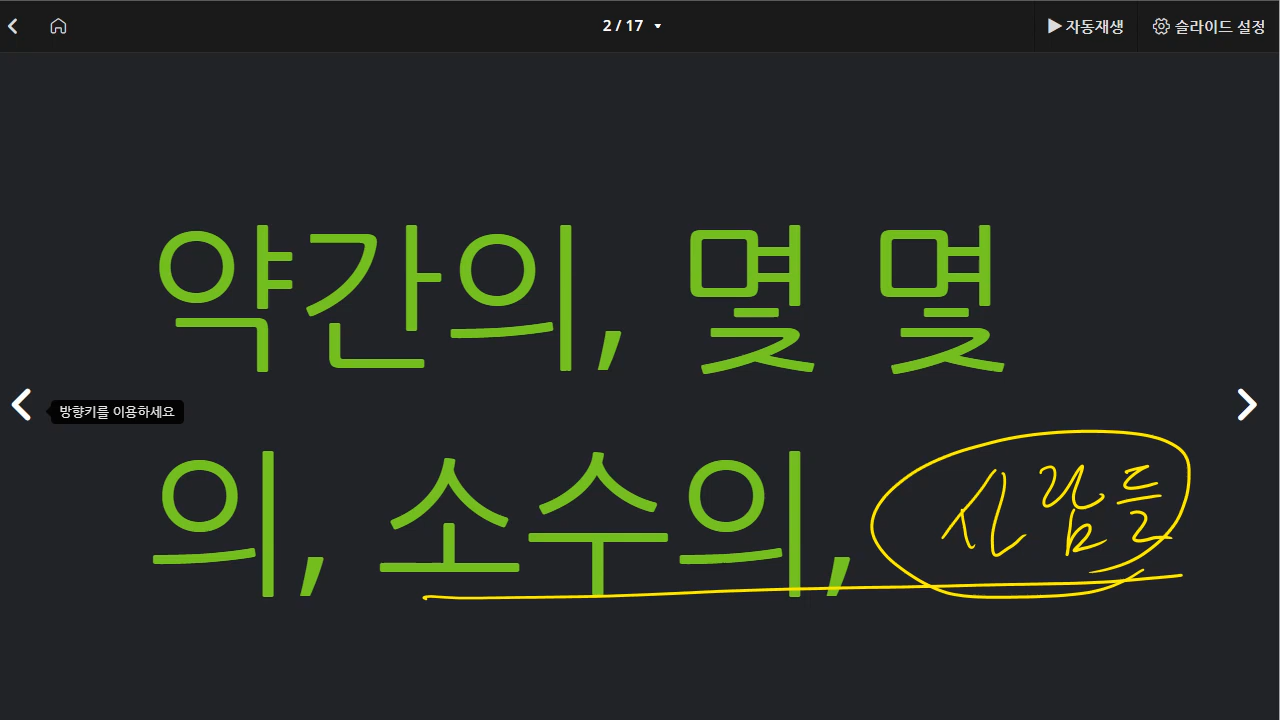 2 / 17
자동재생
슬라이드 설정
약간의, 몇 몇
의, 소수의,
사람들
방향키를 이용하세요